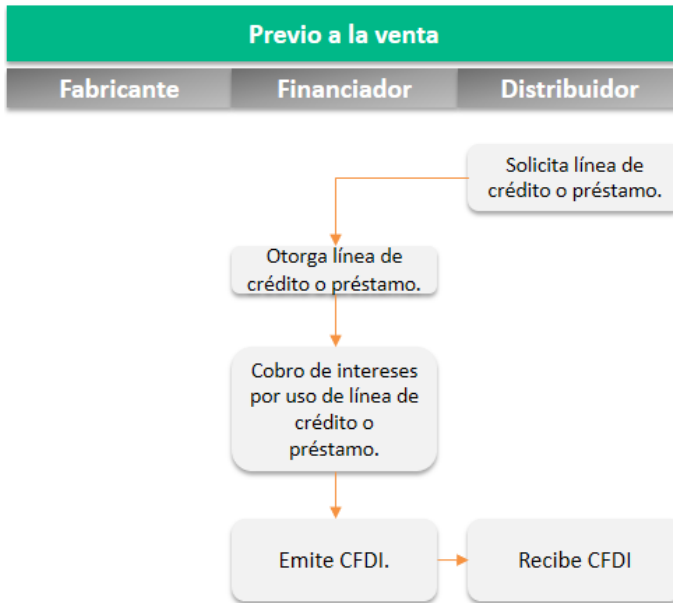 Previo a la venta
Fabricante
Financiador
Distribuidor
Solicita línea de
crédito o préstamo.
Otorga línea de
crédito o préstamo.
Cobro de intereses
por uso de línea de
crédito o
préstamo.
Emite CFDI.
Recibe CFDI